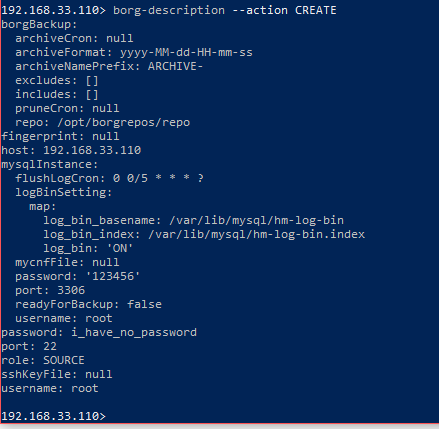 192.168.33.110> borg-description --action CREATE
borgBackup:
  archiveCron: null
  archiveFormat: yyyy-MM-dd-HH-mm-ss
  archiveNamePrefix: ARCHIVE-
  excludes: []
  includes: []
  pruneCron: null
  repo: /opt/borgrepos/repo
fingerprint: null
host: 192.168.33.110
mysqlInstance:
  flushLogCron: 0 0/5 * * * ?
  logBinSetting:
    map:
      log_bin_basename: /var/lib/mysql/hm-log-bin
      log_bin_index: /var/lib/mysql/hm-log-bin.index
      log_bin: 'ON'
  mycnfFile: null
  password: '123456'
  port: 3306
  readyForBackup: false
  username: root
password: i_have_no_password
port: 22
role: SOURCE
sshKeyFile: null
username: root

192.168.33.110>